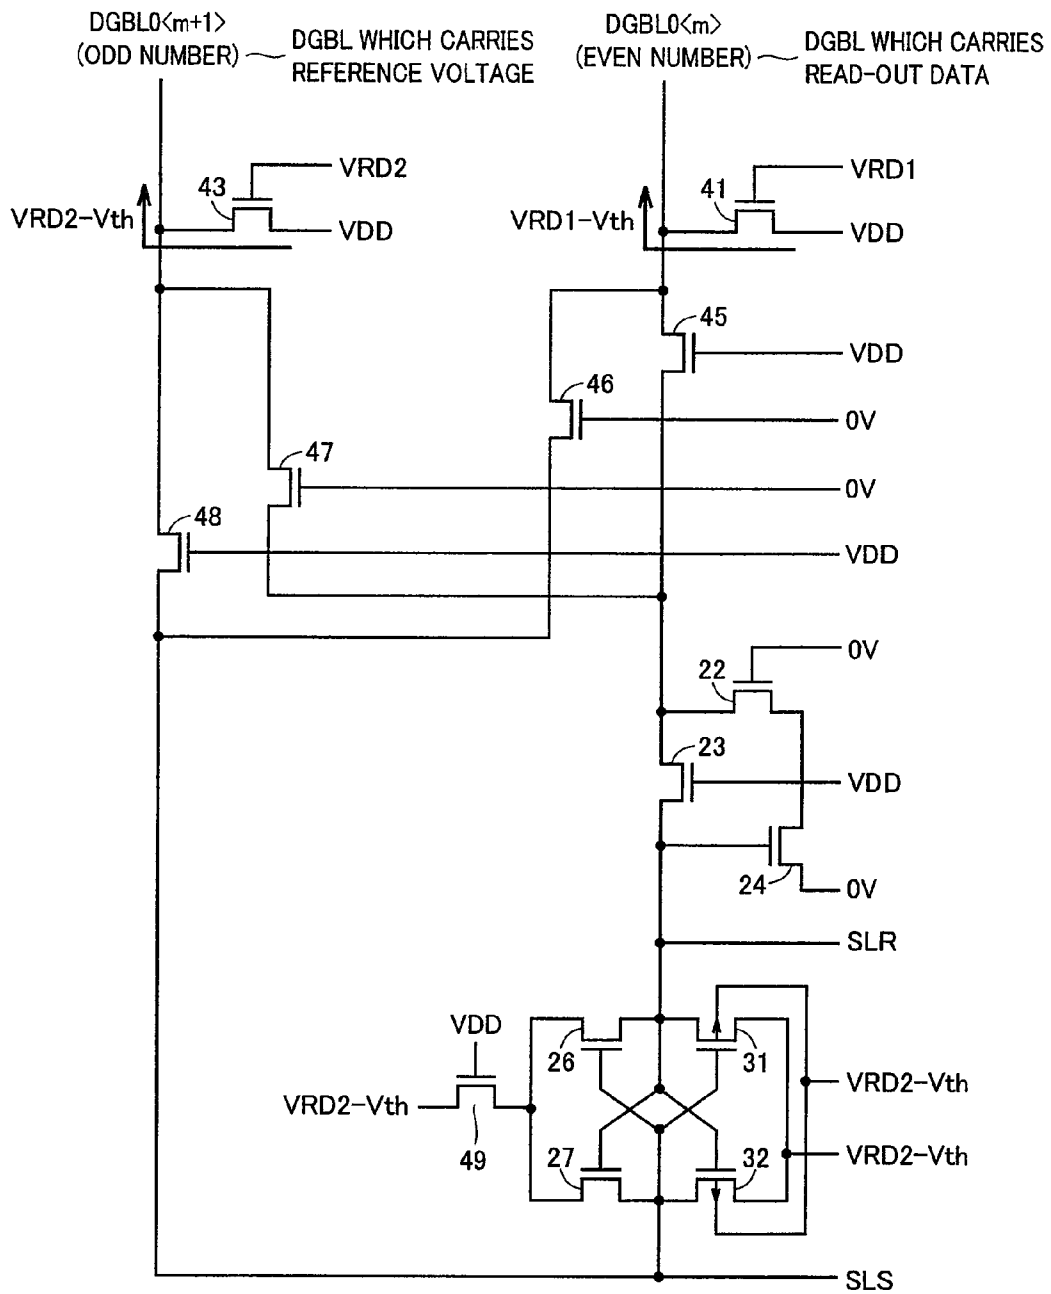 DGBL0<m+1>
(ODD NUMBER)
DGBL WHICH CARRIES
REFERENCE VOLTAGE
DGBL0<m>
(EVEN NUMBER)
DGBL WHICH CARRIES
READ-OUT DATA
VRD2
43
VRD2-Vth
VDD
VRD1
41
VRD1-Vth
VDD
45
VDD
46
0V
47
0V
48
VDD
0V
22
23
VDD
24
0V
SLR
VDD
26
31
VRD2-Vth
VRD2-Vth
49
27
32
VRD2-Vth
SLS